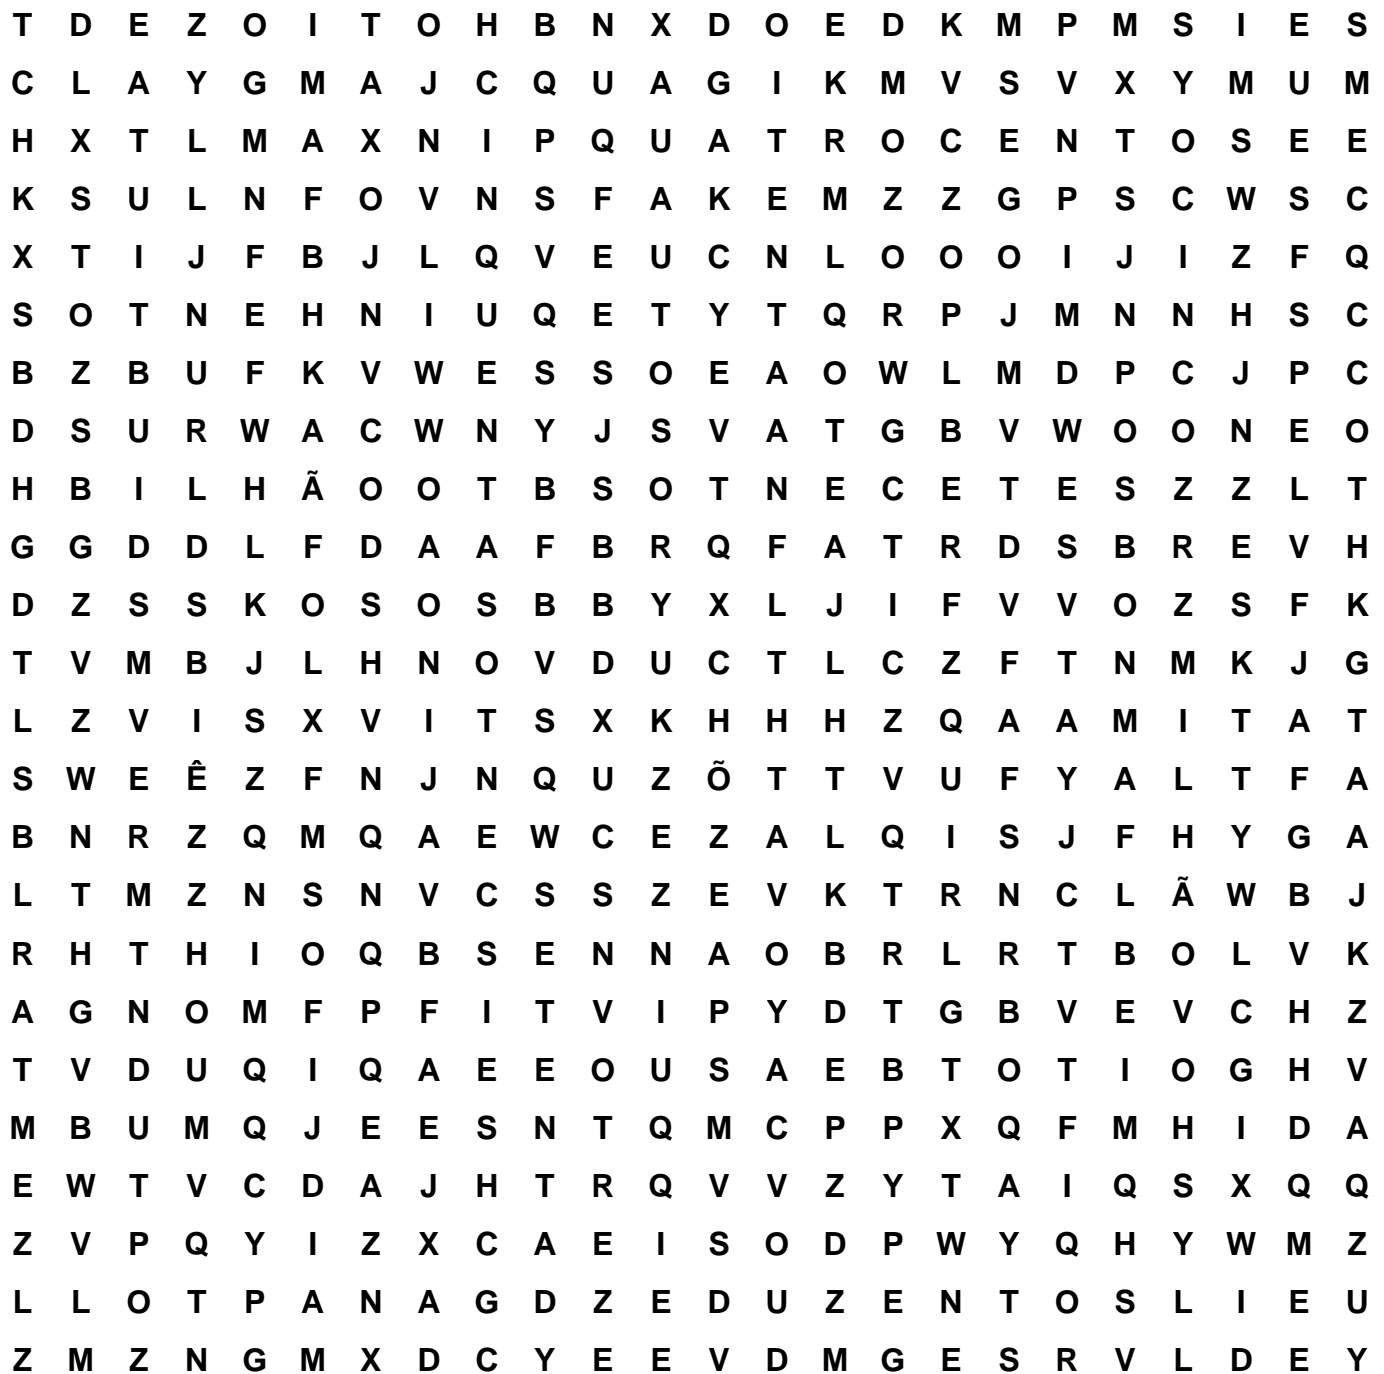 T D E Z O I T O H B N X D O E D K M P M S I E S
C L A Y G M A J C Q U A G I K M V S V X Y M U M
H X T L M A X N I P Q U A T R O C E N T O S E E
K S U L N F O V N S F A K E M Z Z G P S C W S C
X T I J F B J L Q V E U C N L O O O I J I Z F Q
S O T N E H N I U Q E T Y T Q R P J M N N H S C
B Z B U F K V W E S S O E A O W L M D P C J P C
D S U R W A C W N Y J S V A T G B V W O O N E O
H B I L H Ã O O T B S O T N E C E T E S Z Z L T
G G D D L F D A A F B R Q F A T R D S B R E V H
D Z S S K O S O S B B Y X L J I F V V O Z S F K
T V M B J L H N O V D U C T L C Z F T N M K J G
L Z V I S X V I T S X K H H H Z Q A A M I T A T
S W E Ê Z F N J N Q U Z Õ T T V U F Y A L T F A
B N R Z Q M Q A E W C E Z A L Q I S J F H Y G A
L T M Z N S N V C S S Z E V K T R N C L Ã W B J
R H T H I O Q B S E N N A O B R L R T B O L V K
A G N O M F P F I T V I P Y D T G B V E V C H Z
T V D U Q I Q A E E O U S A E B T O T I O G H V
M B U M Q J E E S N T Q M C P P X Q F M H I D A
E W T V C D A J H T R Q V V Z Y T A I Q S X Q Q
Z V P Q Y I Z X C A E I S O D P W Y Q H Y W M Z
L L O T P A N A G D Z E D U Z E N T O S L I E U
Z M Z N G M X D C Y E E V D M G E S R V L D E Y